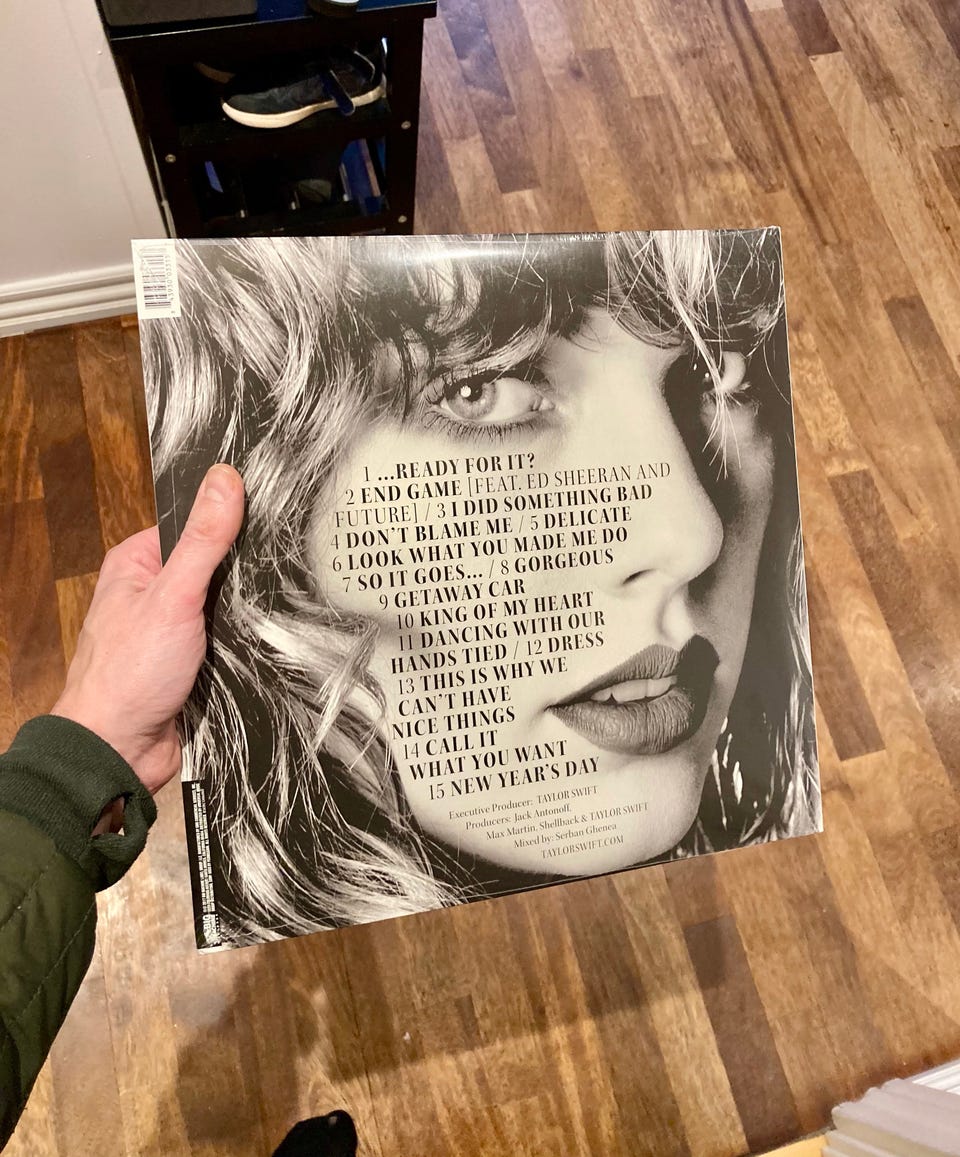 1 ...READY FOR IT?
2 END GAME [FEAT. ED SHEERAN AND
FUTURE] / 3 I DID SOMETHING BAD
4 DON'T BLAME ME / 5 DELICATE
6 LOOK WHAT YOU MADE ME DO
7 SO IT GOES... / 8 GORGEOUS
9 GETAWAY CAR
10 KING OF MY HEART
11 DANCING WITH OUR
HANDS TIED / 12 DRESS
13 THIS IS WHY WE
CAN'T HAVE
NICE THINGS
14 CALL IT
WHAT YOU WANT
15 NEW YEAR'S DAY
Executive Producer: TAYLOR SWIFT
Producers: Jack Antonoff,
Max Martin, Shellback & TAYLOR SWIFT
Mixed by: Serban Ghenea
TAYLORSWIFT.COM
BIG